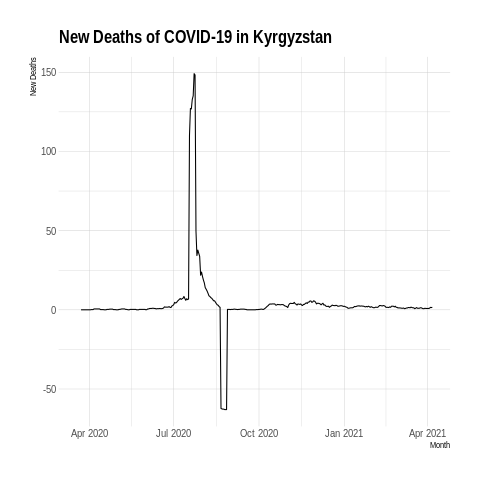 New Deaths of COVID-19 in Kyrgyzstan
New Deaths
150
100
50
0
-50
Apr 2020 Jul 2020 Oct 2020 Jan 2021 Apr 2021
Month